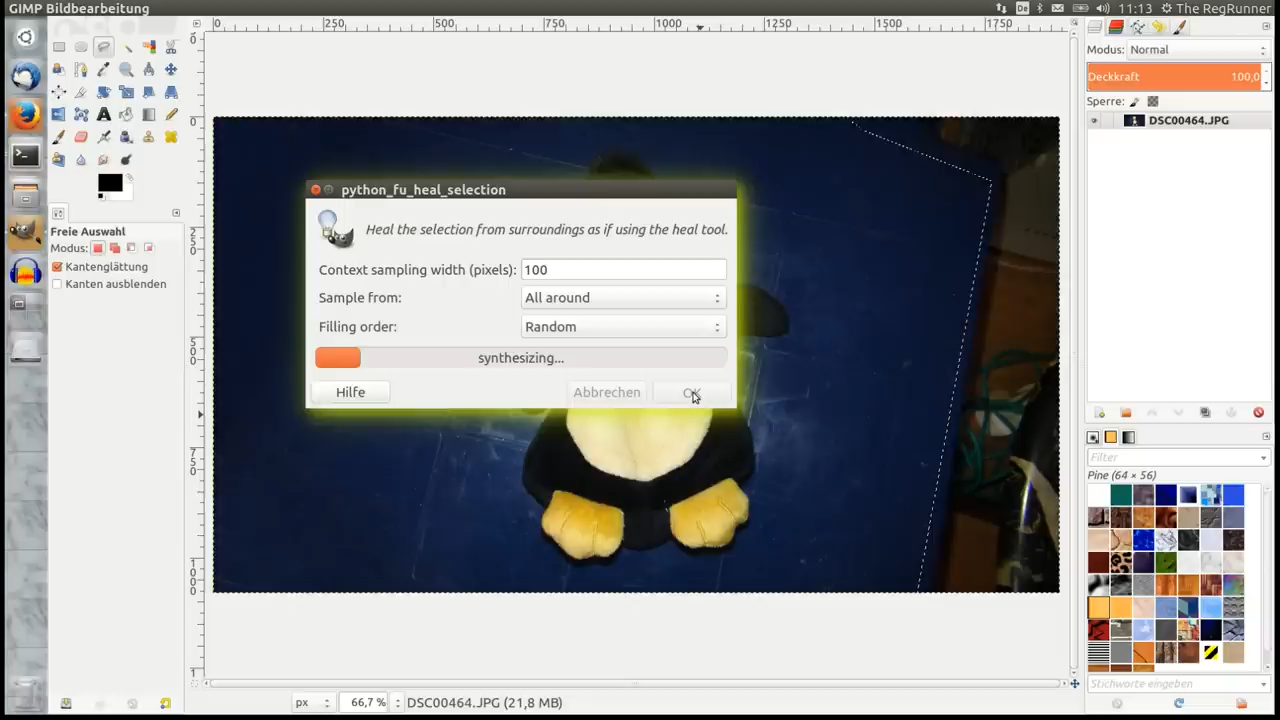 GIMP Bildbearbeitung
De
11:13
The RegRunner
250
500
750
1000
1250
1500
1750
Modus: Normal
Deckkraft 100,0
Sperre:
DSC00464.JPG
python_fu_heal_selection
Heal the selection from surroundings as if using the heal tool.
Context sampling width (pixels): 100
Sample from: All around
Filling order: Random
synthesizing...
Hilfe
Abbrechen
OK
Freie Auswahl
Modus:
Kantenglättung
Kanten ausblenden
Filter
Pine (64 × 56)
Stichworte eingeben
px
66,7 %
DSC00464.JPG (21,8 MB)